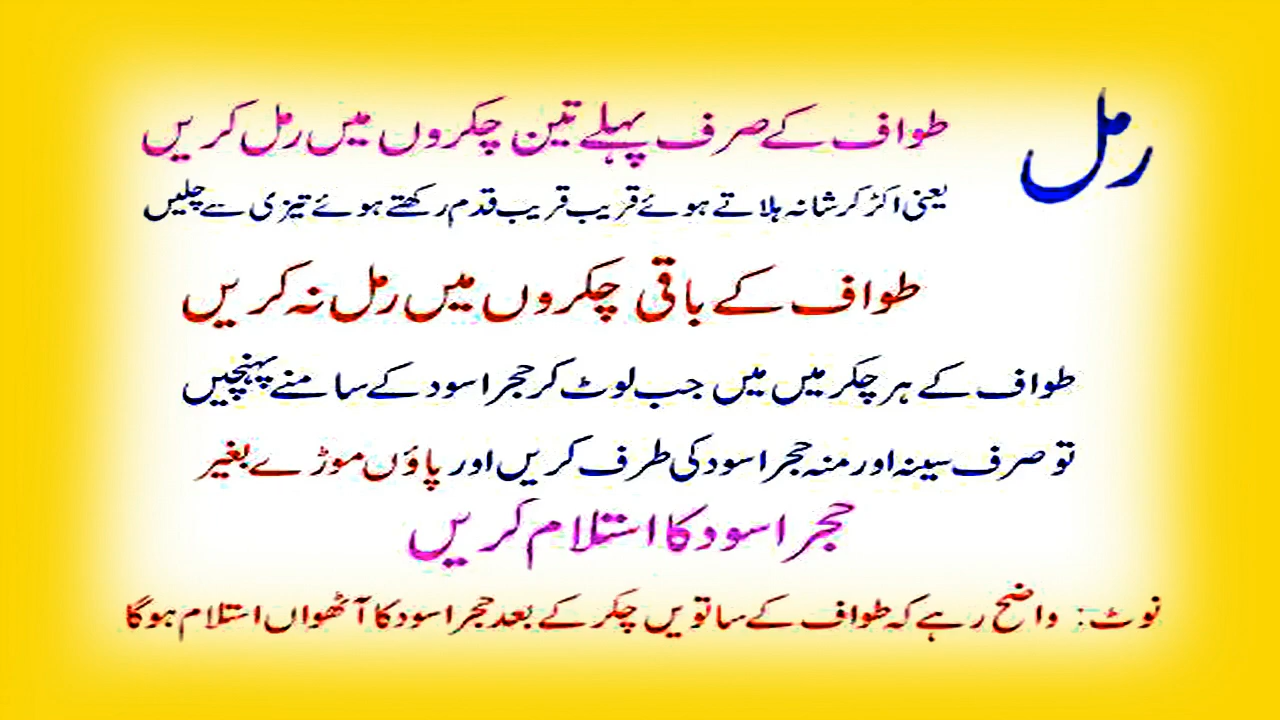 رمل
طواف کے صرف پہلے تین چکروں میں رمل کریں
یعنی اکڑ کر شانہ ہلاتے ہوئے قریب قریب قدم رکھتے ہوئے تیزی سے چلیں
طواف کے باقی چکروں میں رمل نہ کریں
طواف کے ہر چکر میں میں جب لوٹ کر حجر اسود کے سامنے پہنچیں
تو صرف سینہ اور منہ حجر اسود کی طرف کریں اور پاؤں موڑے بغیر
حجر اسود کا استلام کریں
نوٹ: واضح رہے کہ طواف کے ساتویں چکر کے بعد حجر اسود کا آٹھواں استلام ہوگا